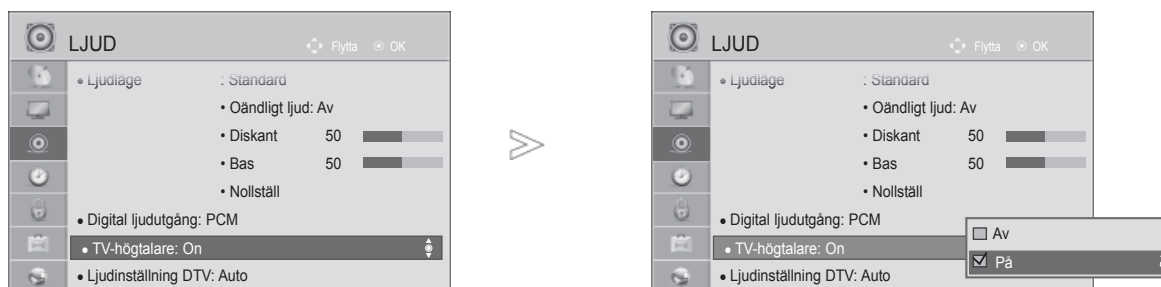 LJUD
Flytta OK
• Ljudläge : Standard
• Oändligt ljud: Av
• Diskant 50
• Bas 50
• Nollställ
• Digital ljudutgång: PCM
• TV-högtalare: On
• Ljudinställning DTV: Auto
>
LJUD
Flytta OK
• Ljudläge : Standard
• Oändligt ljud: Av
• Diskant 50
• Bas 50
• Nollställ
• Digital ljudutgång: PCM
• TV-högtalare: On
Av
På
• Ljudinställning DTV: Auto